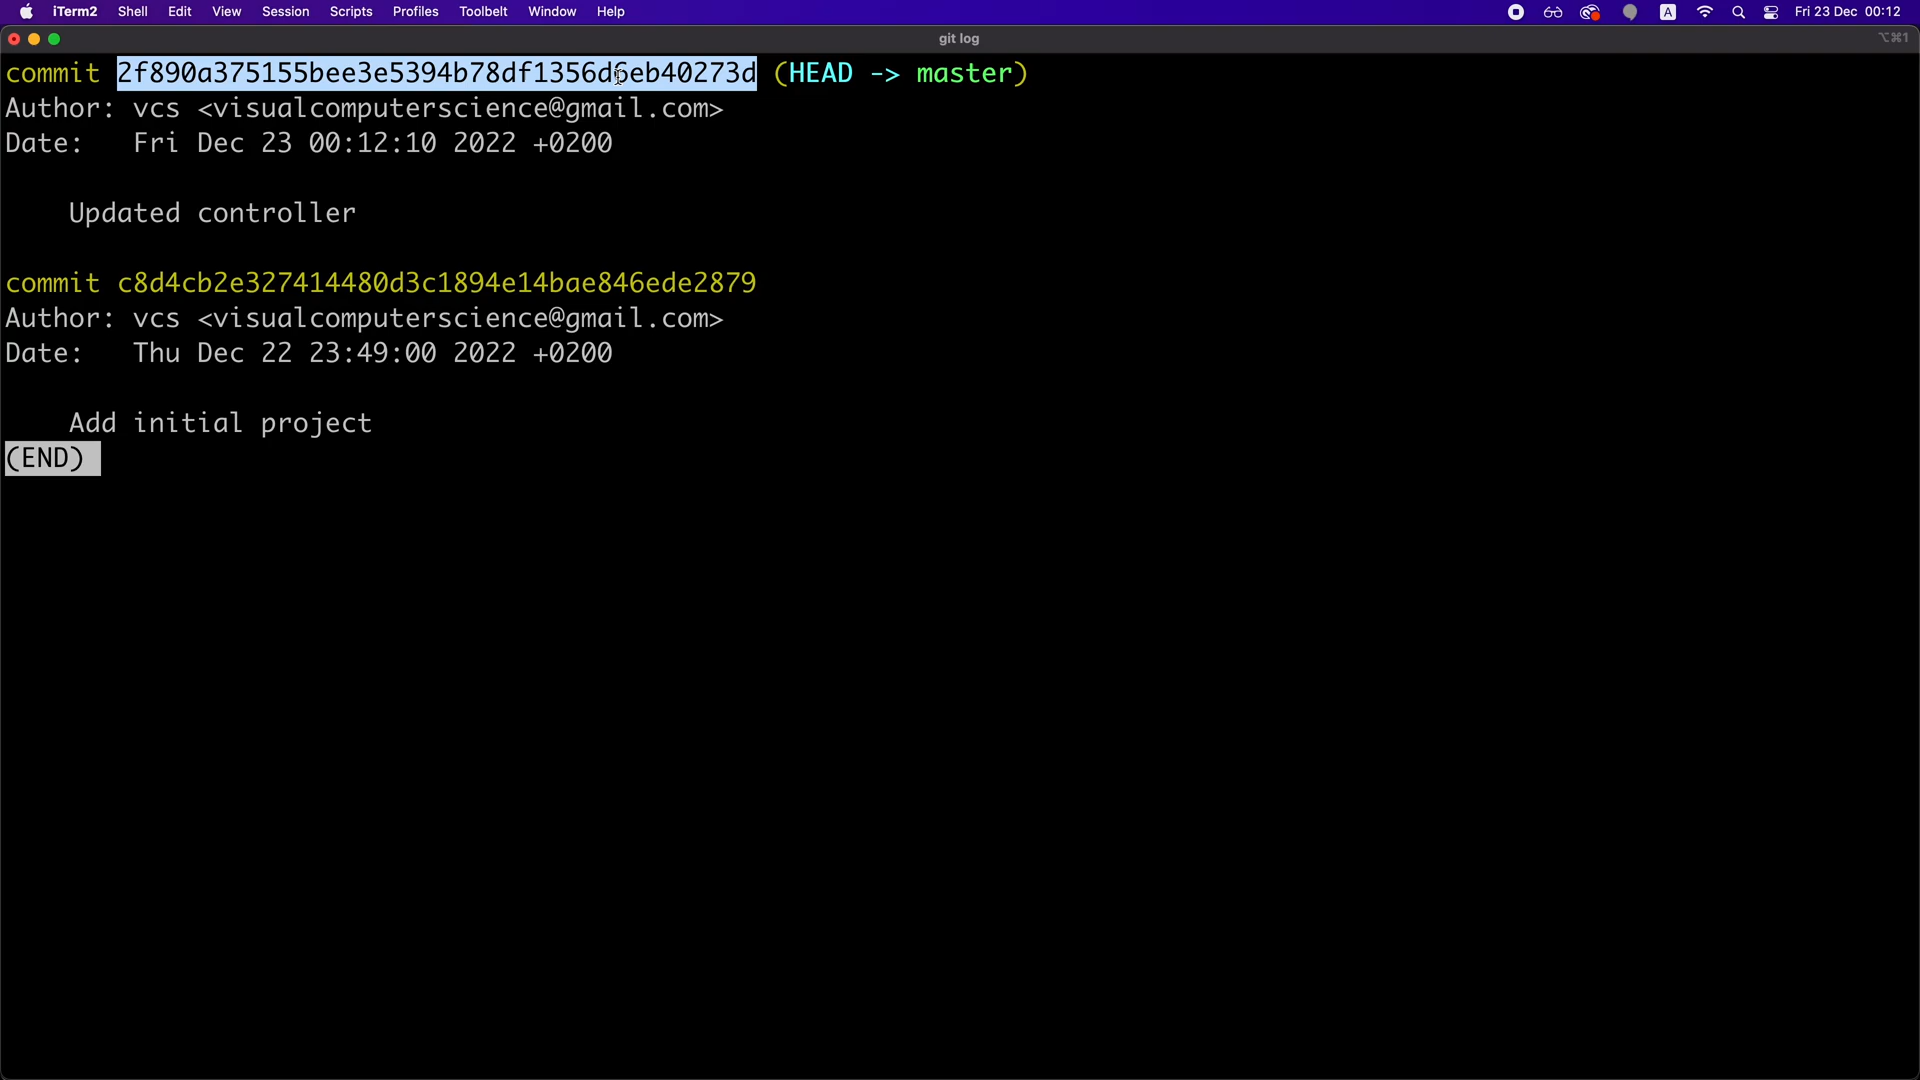 iTerm2 Shell Edit View Session Scripts Profiles Toolbelt Window Help A Fri 23 Dec 00:12
git log ⌥⌘1
commit 2f890a375155bee3e5394b78df1356d6eb40273d (HEAD -> master)
Author: vcs <visualcomputerscience@gmail.com>
Date:   Fri Dec 23 00:12:10 2022 +0200
    Updated controller
commit c8d4cb2e327414480d3c1894e14bae846ede2879
Author: vcs <visualcomputerscience@gmail.com>
Date:   Thu Dec 22 23:49:00 2022 +0200
    Add initial project
(END)